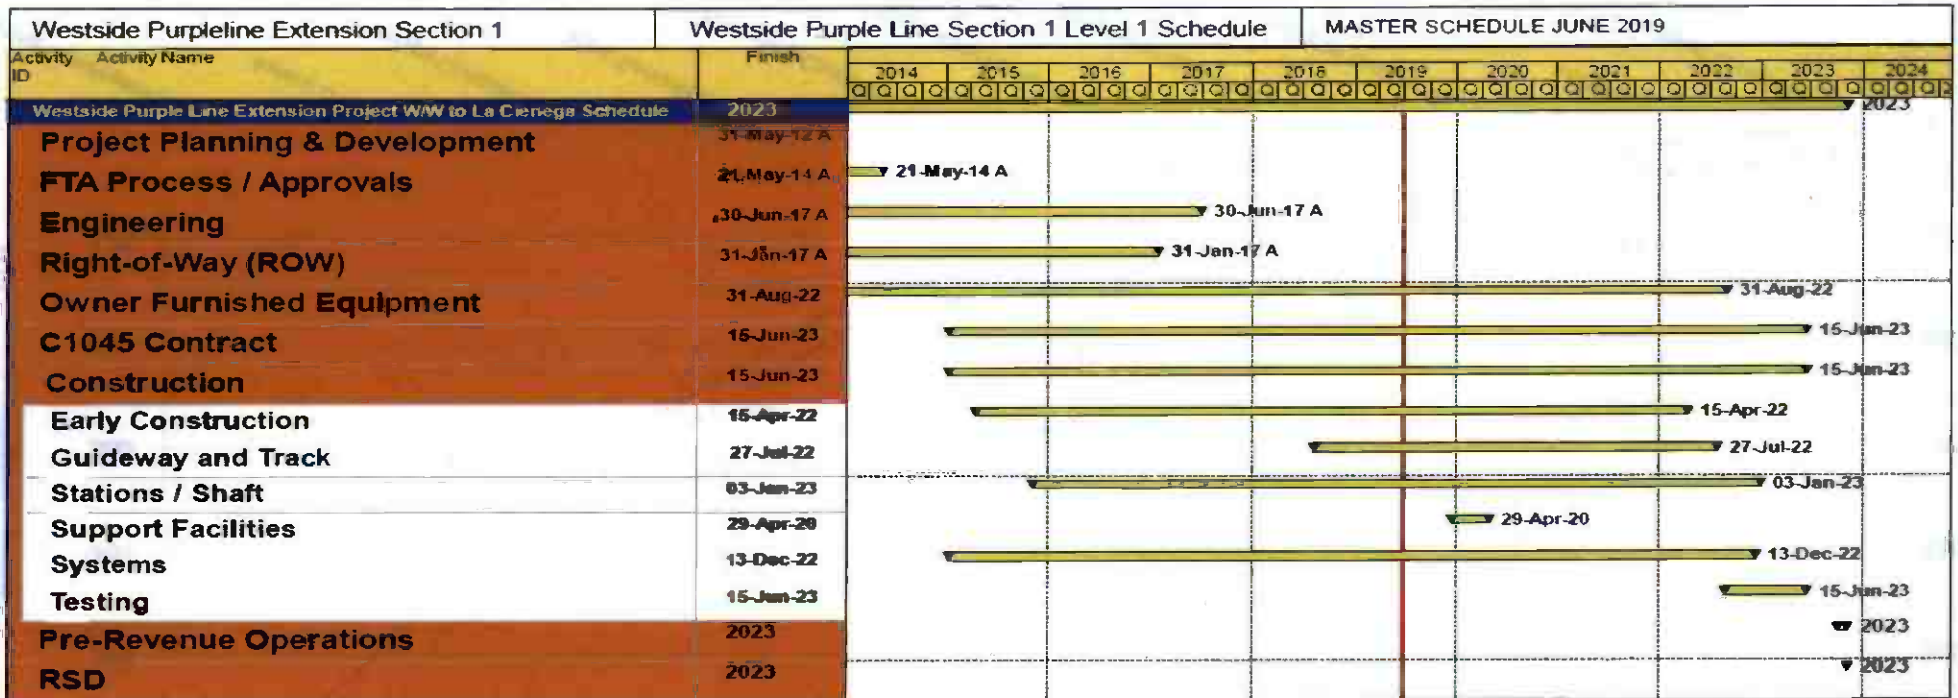 Westside Purpleline Extension Section 1
Westside Purple Line Section 1 Level 1 Schedule
MASTER SCHEDULE JUNE 2019
Activity ID Activity Name Finish
2014 2015 2016 2017 2018 2019 2020 2021 2022 2023 2024
Q Q Q Q Q Q Q Q Q Q Q Q Q Q Q Q Q Q Q Q Q Q Q Q Q Q Q Q Q Q Q Q Q Q Q Q Q Q Q Q Q Q Q
Westside Purple Line Extension Project W/W to La Cienega Schedule 2023 2023
Project Planning & Development 31-May-12 A
FTA Process / Approvals 21-May-14 A 21-May-14 A
Engineering 30-Jun-17 A 30-Jun-17 A
Right-of-Way (ROW) 31-Jan-17 A 31-Jan-17 A
Owner Furnished Equipment 31-Aug-22 31-Aug-22
C1045 Contract 15-Jun-23 15-Jun-23
Construction 15-Jun-23 15-Jun-23
Early Construction 15-Apr-22 15-Apr-22
Guideway and Track 27-Jul-22 27-Jul-22
Stations / Shaft 03-Jan-23 03-Jan-23
Support Facilities 29-Apr-20 29-Apr-20
Systems 13-Dec-22 13-Dec-22
Testing 15-Jun-23 15-Jun-23
Pre-Revenue Operations 2023 2023
RSD 2023 2023